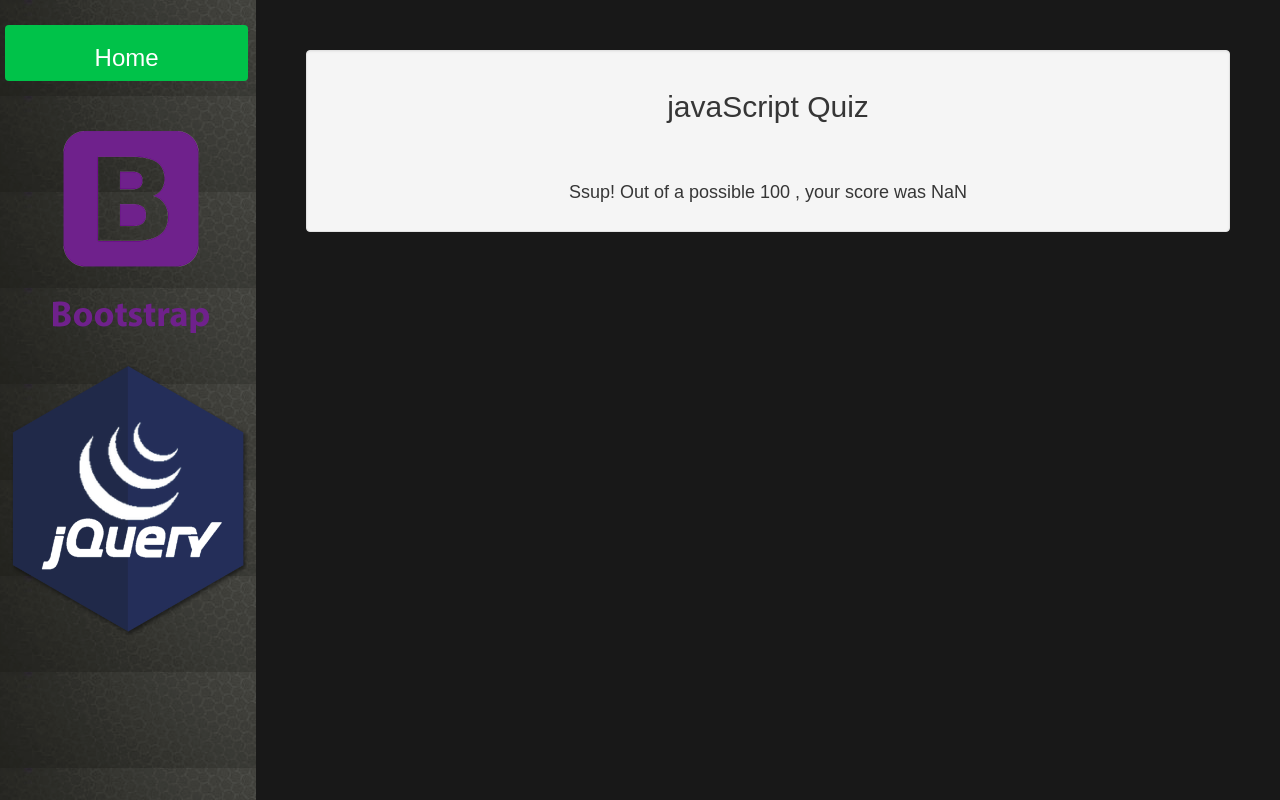 Home
Bootstrap
jQuery
javaScript Quiz
Ssup! Out of a possible 100 , your score was NaN